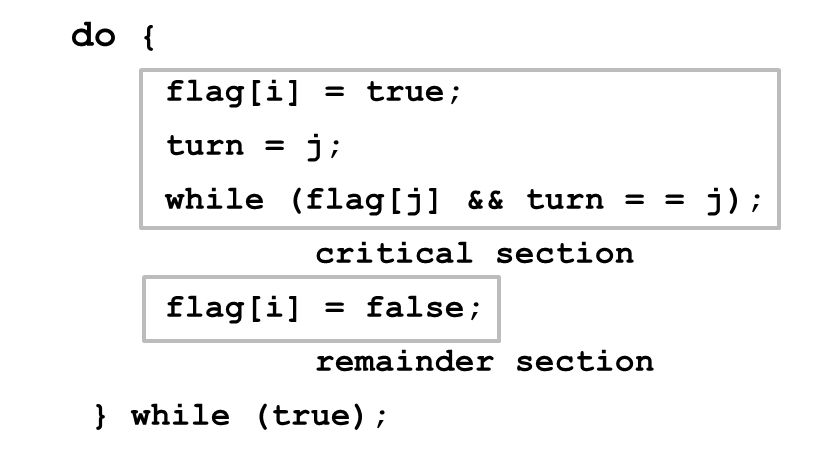 do {
flag[i] = true;
turn = j;
while (flag[j] && turn = = j);
critical section
flag[i] = false;
remainder section
} while (true);